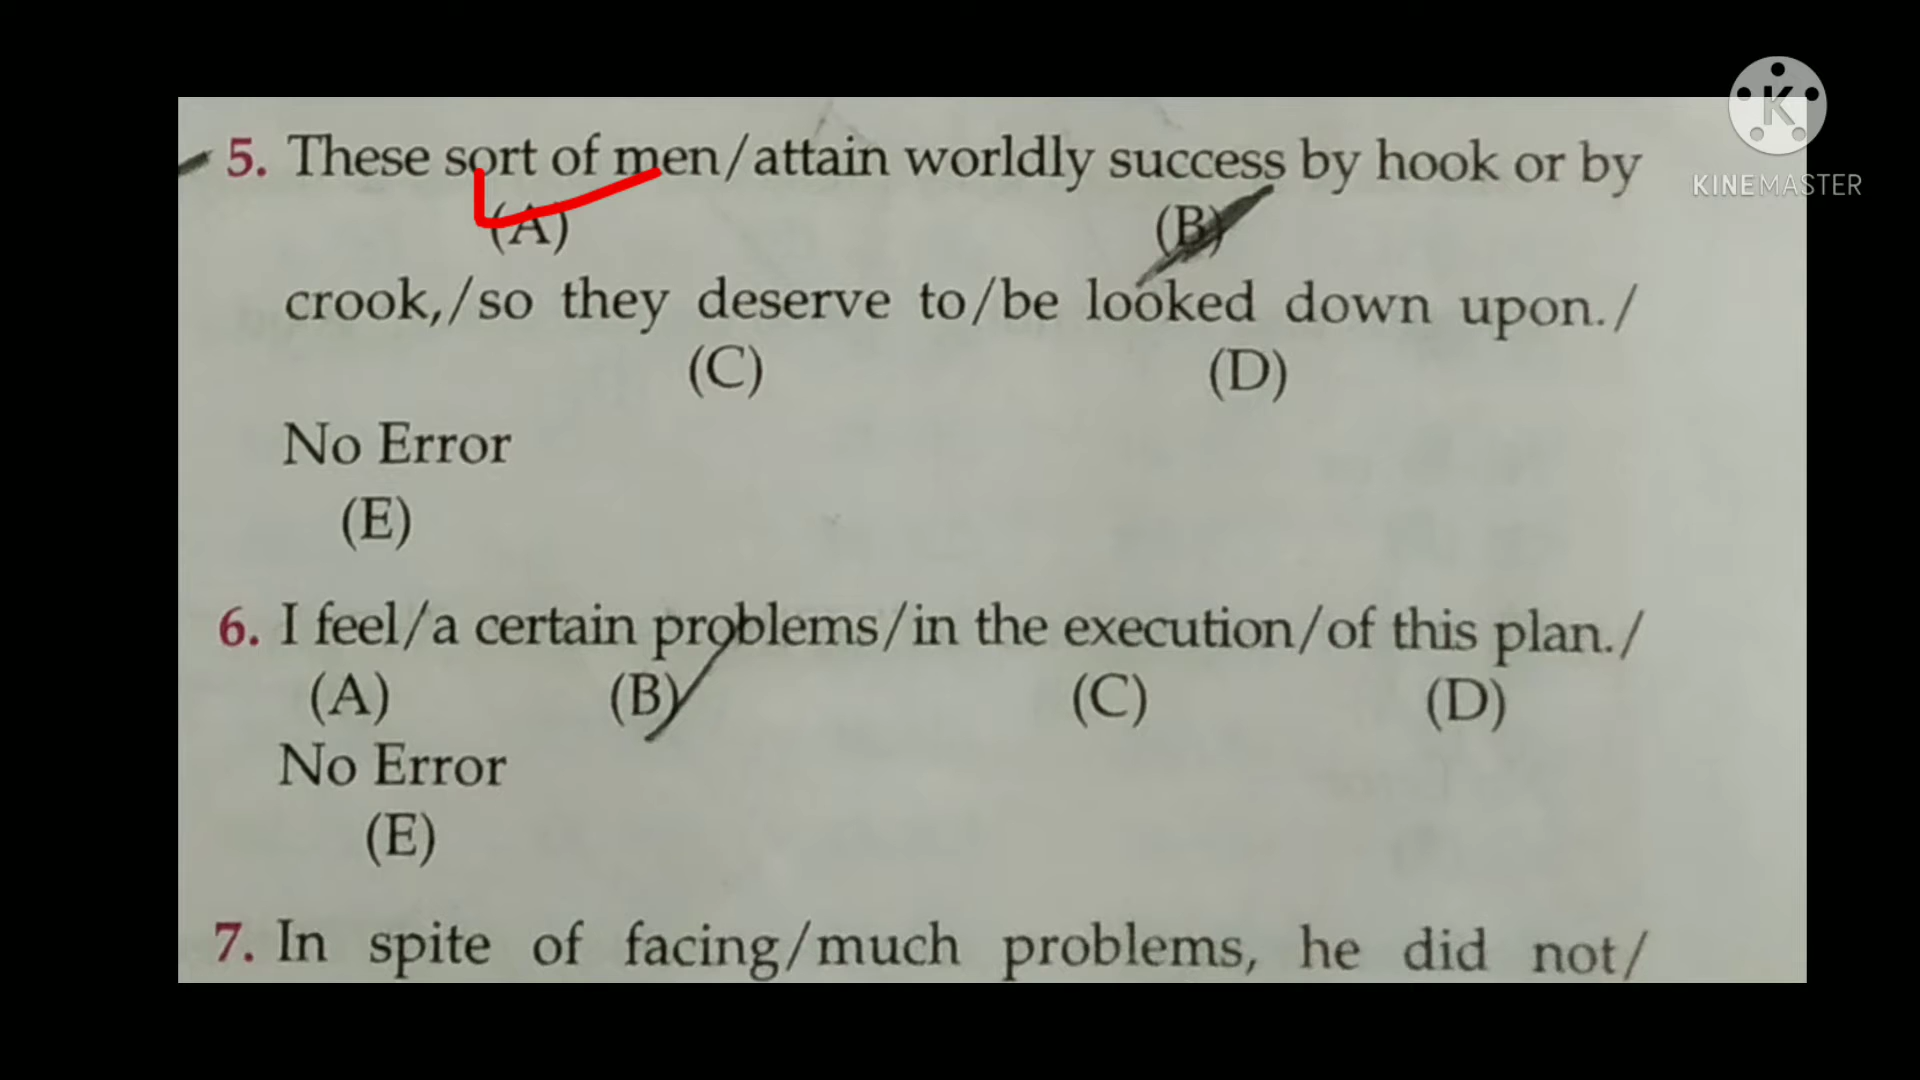 K
KINEMASTER
5. These sort of men/attain worldly success by hook or by
(A) (B)
crook,/so they deserve to/be looked down upon./
(C) (D)
No Error
(E)
6. I feel/a certain problems/in the execution/of this plan./
(A) (B) (C) (D)
No Error
(E)
7. In spite of facing/much problems, he did not/